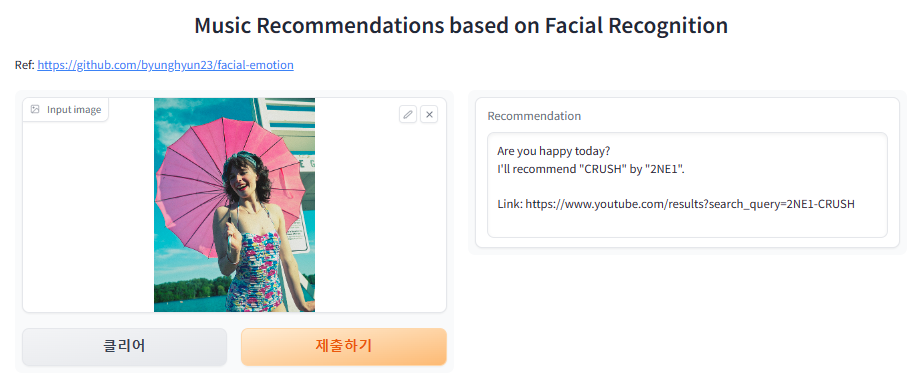 Music Recommendations based on Facial Recognition
Ref: https://github.com/byunghyun23/facial-emotion
Input image
Recommendation
Are you happy today?
I'll recommend "CRUSH" by "2NE1".
Link: https://www.youtube.com/results?search_query=2NE1-CRUSH
클리어
제출하기